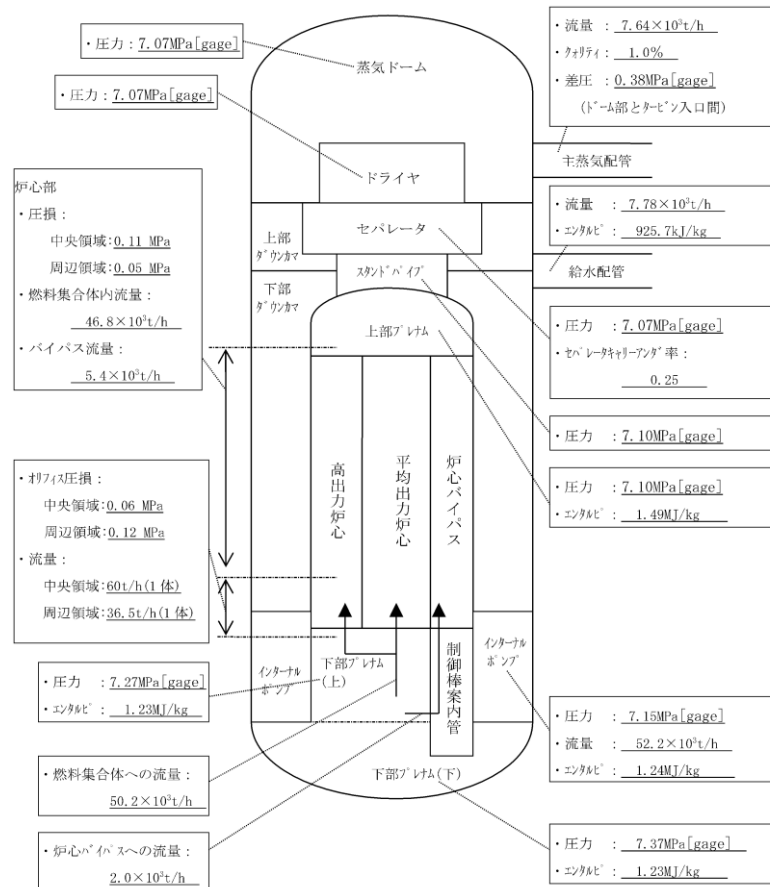 ・圧力：7.07MPa[gage]
・圧力：7.07MPa[gage]
・流量 ：7.64×10³t/h
・クォリティ ：1.0%
・差圧 ：0.38MPa[gage]
(ドーム部とタービン入口間)
蒸気ドーム
ドライヤ
主蒸気配管
セパレータ
上部
ダウンカマ
スタンドパイプ
給水配管
下部
ダウンカマ
上部プレナム
・流量 ：7.78×10³t/h
・エンタルピ ：925.7kJ/kg
炉心部
・圧損：
中央領域:0.11 MPa
周辺領域:0.05 MPa
・燃料集合体内流量：
46.8×10³t/h
・バイパス流量：
5.4×10³t/h
・圧力 ：7.07MPa[gage]
・セパレータキャリーアンダ率：
0.25
・圧力 ：7.10MPa[gage]
・圧力 ：7.10MPa[gage]
・エンタルピ ：1.49MJ/kg
高出力炉心
平均出力炉心
炉心バイパス
・オリフィス圧損：
中央領域:0.06 MPa
周辺領域:0.12 MPa
・流量：
中央領域:60t/h(1体)
周辺領域:36.5t/h(1体)
インターナル
ポンプ
下部プレナム
(上)
制御棒案内管
インターナル
ポンプ
・圧力 ：7.27MPa[gage]
・エンタルピ ：1.23MJ/kg
・圧力 ：7.15MPa[gage]
・流量 ：52.2×10³t/h
・エンタルピ ：1.24MJ/kg
・燃料集合体への流量：
50.2×10³t/h
下部プレナム(下)
・炉心バイパスへの流量：
2.0×10³t/h
・圧力 ：7.37MPa[gage]
・エンタルピ ：1.23MJ/kg